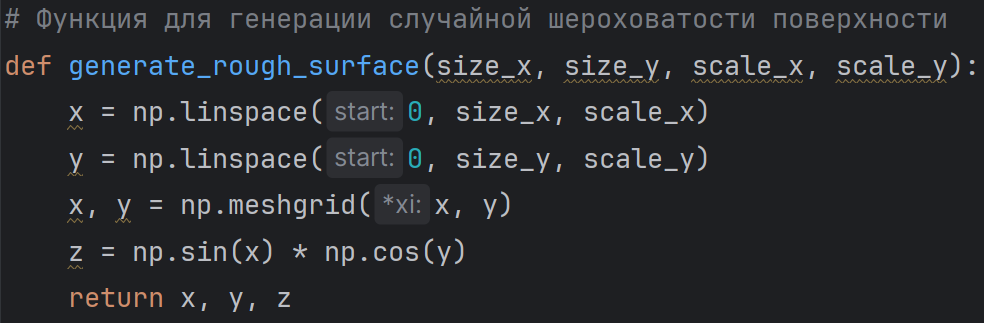 # Функция для генерации случайной шероховатости поверхности
def generate_rough_surface(size_x, size_y, scale_x, scale_y):
    x = np.linspace(start: 0, size_x, scale_x)
    y = np.linspace(start: 0, size_y, scale_y)
    x, y = np.meshgrid(*xi: x, y)
    z = np.sin(x) * np.cos(y)
    return x, y, z